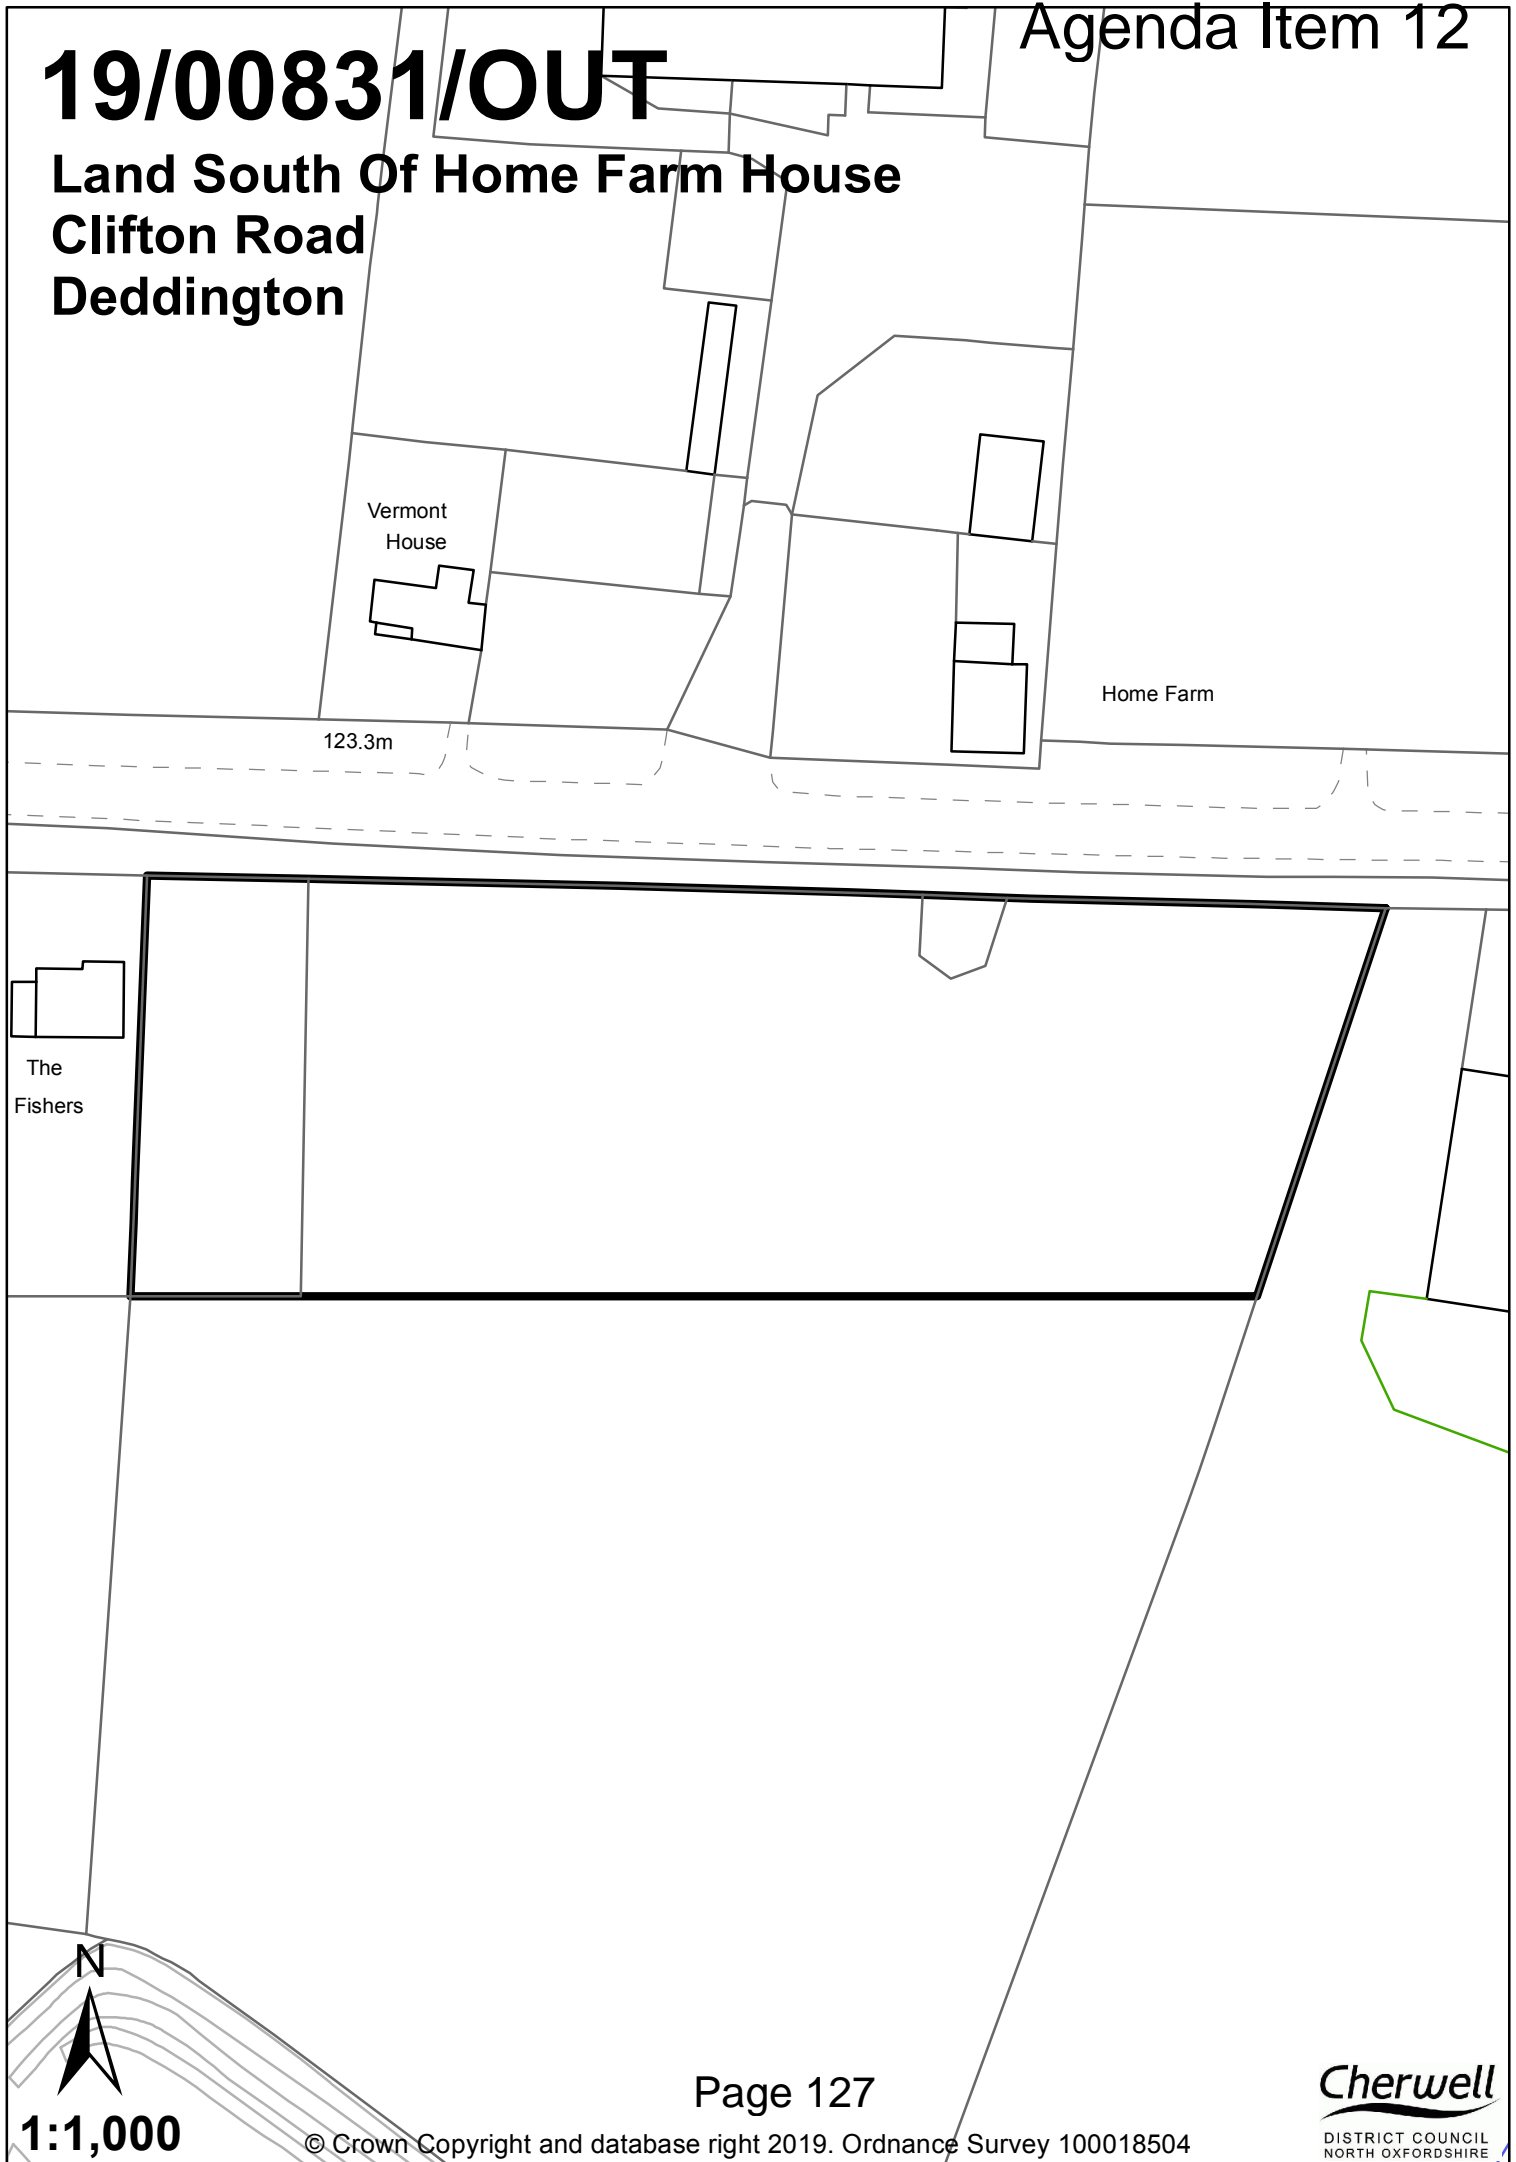 Agenda Item 12
19/00831/OUT
Land South Of Home Farm House
Clifton Road
Deddington
Vermont
House
Home Farm
123.3m
The
Fishers
N
1:1,000
Page 127
© Crown Copyright and database right 2019. Ordnance Survey 100018504
Cherwell
DISTRICT COUNCIL
NORTH OXFORDSHIRE